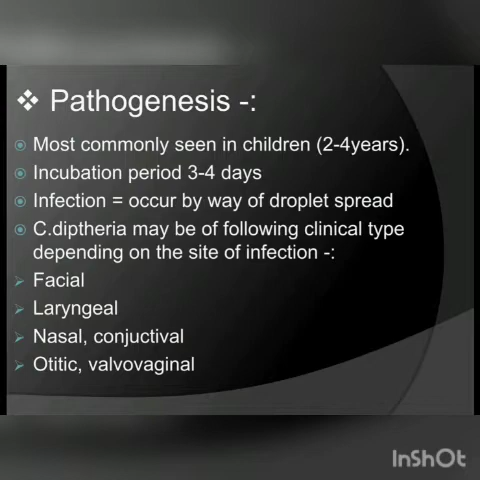 ❖ Pathogenesis -:
Most commonly seen in children (2-4years).
Incubation period 3-4 days
Infection = occur by way of droplet spread
C.diptheria may be of following clinical type
depending on the site of infection -:
Facial
Laryngeal
Nasal, conjuctival
Otitic, valvovaginal
InShOt